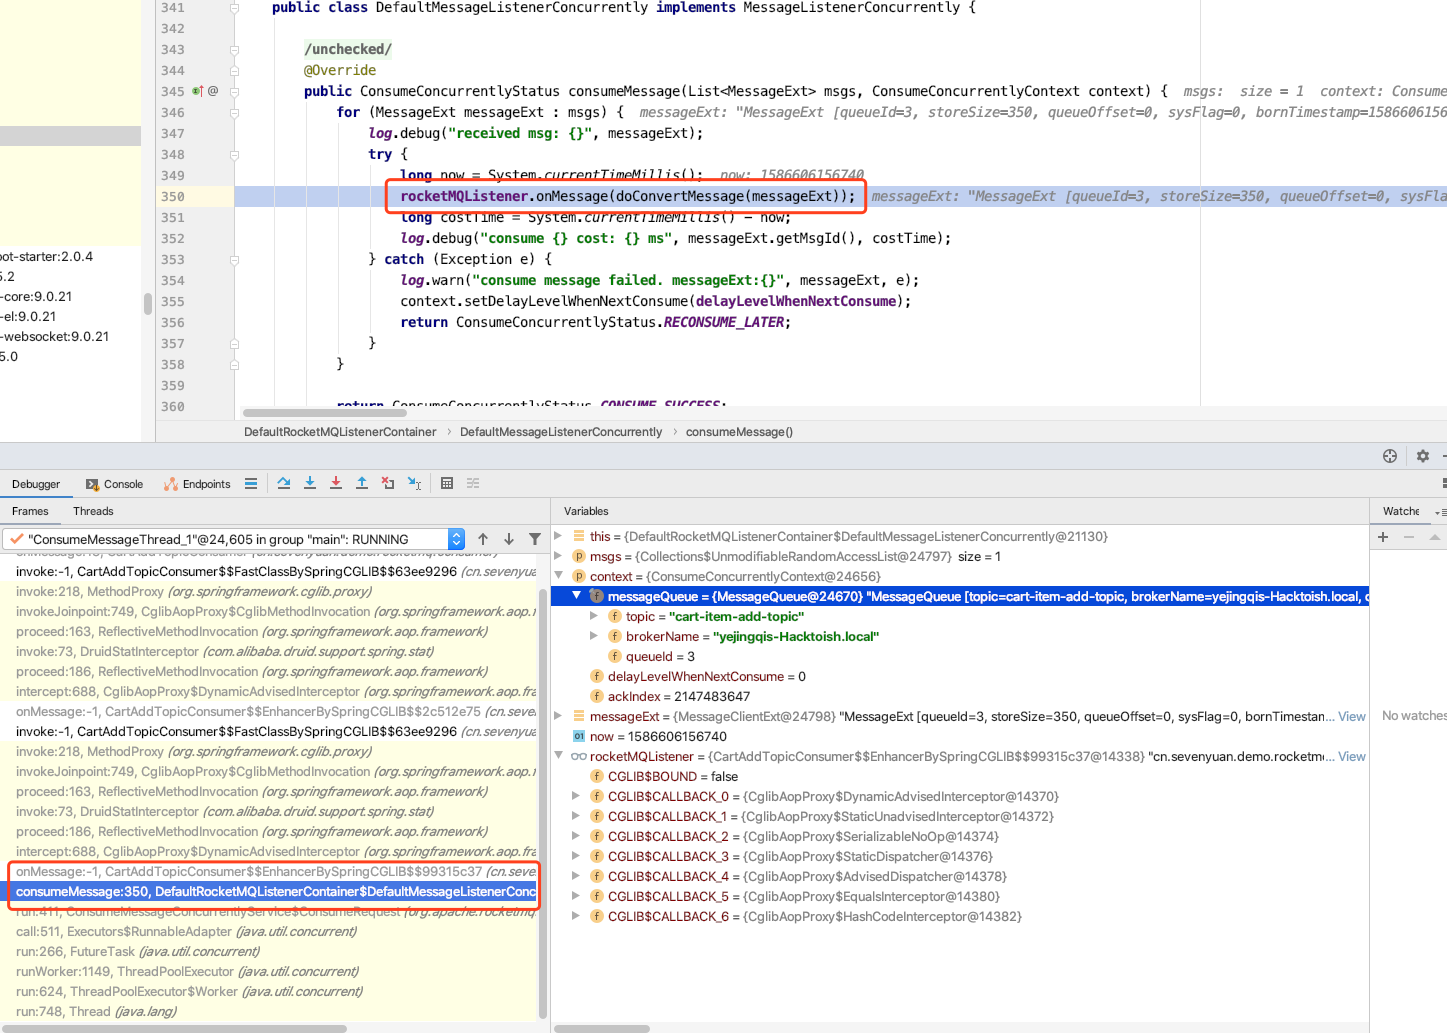 341 public class DefaultMessageListenerConcurrently implements MessageListenerConcurrently {
342
343 /unchecked/
344 @Override
345 @ public ConsumeConcurrentlyStatus consumeMessage(List<MessageExt> msgs, ConsumeConcurrentlyContext context) { msgs: size = 1 context: Consume
346 for (MessageExt messageExt : msgs) { messageExt: "MessageExt [queueId=3, storeSize=350, queueOffset=0, sysFlag=0, bornTimestamp=158660615
347 log.debug("received msg: {}", messageExt);
348 try {
349 long now = System.currentTimeMillis(); now: 1586606156740
350 rocketMQListener.onMessage(doConvertMessage(messageExt)); messageExt: "MessageExt [queueId=3, storeSize=350, queueOffset=0, sysFla
351 long costTime = System.currentTimeMillis() - now;
352 log.debug("consume {} cost: {} ms", messageExt.getMsgId(), costTime);
353 } catch (Exception e) {
354 log.warn("consume message failed. messageExt:{}", messageExt, e);
355 context.setDelayLevelWhenNextConsume(delayLevelWhenNextConsume);
356 return ConsumeConcurrentlyStatus.RECONSUME_LATER;
357 }
358 }
359
360 return ConsumeConcurrentlyStatus.CONSUME_SUCCESS;
oot-starter:2.0.4
5.2
-core:9.0.21
-el:9.0.21
-websocket:9.0.21
5.0
DefaultRocketMQListenerContainer › DefaultMessageListenerConcurrently › consumeMessage()
Debugger Console Endpoints
Frames Threads
"ConsumeMessageThread_1"@24,605 in group "main": RUNNING
invoke:-1, CartAddTopicConsumer$$FastClassBySpringCGLIB$$63ee9296 (cn.sevenyuan
invoke:218, MethodProxy (org.springframework.cglib.proxy)
invokeJoinpoint:749, CglibAopProxy$CglibMethodInvocation (org.springframework.aop.f
proceed:163, ReflectiveMethodInvocation (org.springframework.aop.framework)
invoke:73, DruidStatInterceptor (com.alibaba.druid.support.spring.stat)
proceed:186, ReflectiveMethodInvocation (org.springframework.aop.framework)
intercept:688, CglibAopProxy$DynamicAdvisedInterceptor (org.springframework.aop.fra
onMessage:-1, CartAddTopicConsumer$$EnhancerBySpringCGLIB$$2c512e75 (cn.seven
invoke:-1, CartAddTopicConsumer$$FastClassBySpringCGLIB$$63ee9296 (cn.sevenyuan
invoke:218, MethodProxy (org.springframework.cglib.proxy)
invokeJoinpoint:749, CglibAopProxy$CglibMethodInvocation (org.springframework.aop.f
proceed:163, ReflectiveMethodInvocation (org.springframework.aop.framework)
invoke:73, DruidStatInterceptor (com.alibaba.druid.support.spring.stat)
proceed:186, ReflectiveMethodInvocation (org.springframework.aop.framework)
intercept:688, CglibAopProxy$DynamicAdvisedInterceptor (org.springframework.aop.fra
onMessage:-1, CartAddTopicConsumer$$EnhancerBySpringCGLIB$$99315c37 (cn.seve
consumeMessage:350, DefaultRocketMQListenerContainer$DefaultMessageListenerConc
run:411, ConsumeMessageConcurrentlyService$ConsumeRequest (org.apache.rocketmq
call:511, Executors$RunnableAdapter (java.util.concurrent)
run:266, FutureTask (java.util.concurrent)
runWorker:1149, ThreadPoolExecutor (java.util.concurrent)
run:624, ThreadPoolExecutor$Worker (java.util.concurrent)
run:748, Thread (java.lang)
Variables
this = {DefaultRocketMQListenerContainer$DefaultMessageListenerConcurrently@21130}
msgs = {Collections$UnmodifiableRandomAccessList@24797} size = 1
context = {ConsumeConcurrentlyContext@24656}
messageQueue = {MessageQueue@24670} "MessageQueue [topic=cart-item-add-topic, brokerName=yejingqis-Hacktoish.local, q
topic = "cart-item-add-topic"
brokerName = "yejingqis-Hacktoish.local"
queueId = 3
delayLevelWhenNextConsume = 0
ackIndex = 2147483647
messageExt = {MessageClientExt@24798} "MessageExt [queueId=3, storeSize=350, queueOffset=0, sysFlag=0, bornTimestam... View
now = 1586606156740
rocketMQListener = {CartAddTopicConsumer$$EnhancerBySpringCGLIB$$99315c37@14338} "cn.sevenyuan.demo.rocketm... View
CGLIB$BOUND = false
CGLIB$CALLBACK_0 = {CglibAopProxy$DynamicAdvisedInterceptor@14370}
CGLIB$CALLBACK_1 = {CglibAopProxy$StaticUnadvisedInterceptor@14372}
CGLIB$CALLBACK_2 = {CglibAopProxy$SerializableNoOp@14374}
CGLIB$CALLBACK_3 = {CglibAopProxy$StaticDispatcher@14376}
CGLIB$CALLBACK_4 = {CglibAopProxy$AdvisedDispatcher@14378}
CGLIB$CALLBACK_5 = {CglibAopProxy$EqualsInterceptor@14380}
CGLIB$CALLBACK_6 = {CglibAopProxy$HashCodeInterceptor@14382}
Watche
No watches